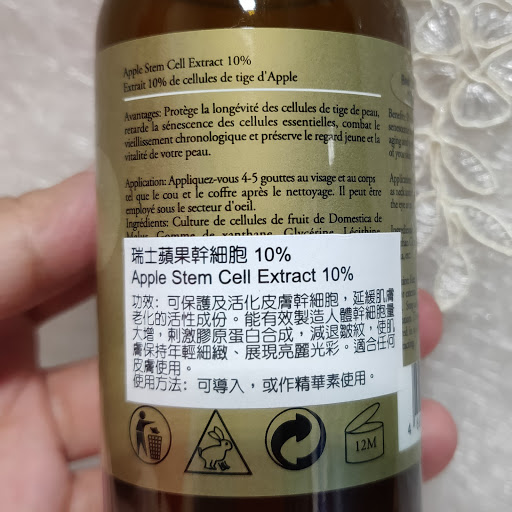 Apple Stem Cell Extract 10%
Extrait 10% de cellules de tige d'Apple
Avantages: Protège la longévité des cellules de tige de peau,
retarde la sénescence des cellules essentielles, combat le
vieillissement chronologique et préserve le regard jeune et la
vitalité de votre peau.
Application: Appliquez-vous 4-5 gouttes au visage et au corps
tel que le cou et le coffre après le nettoyage. Il peut être
employé sous le secteur d'oeil.
Ingrédients: Culture de cellules de fruit de Domestica de
Malus, Gomme de xanthane, Glycérine, Lécithine
瑞士蘋果幹細胞 10%
Apple Stem Cell Extract 10%
功效: 可保護及活化皮膚幹細胞，延緩肌膚
老化的活性成份。能有效製造人體幹細胞量
大增，刺激膠原蛋白合成，減退皺紋，使肌
膚保持年輕細緻、展現亮麗光彩。適合任何
皮膚使用。
使用方法: 可導入，或作精華素使用。
12M